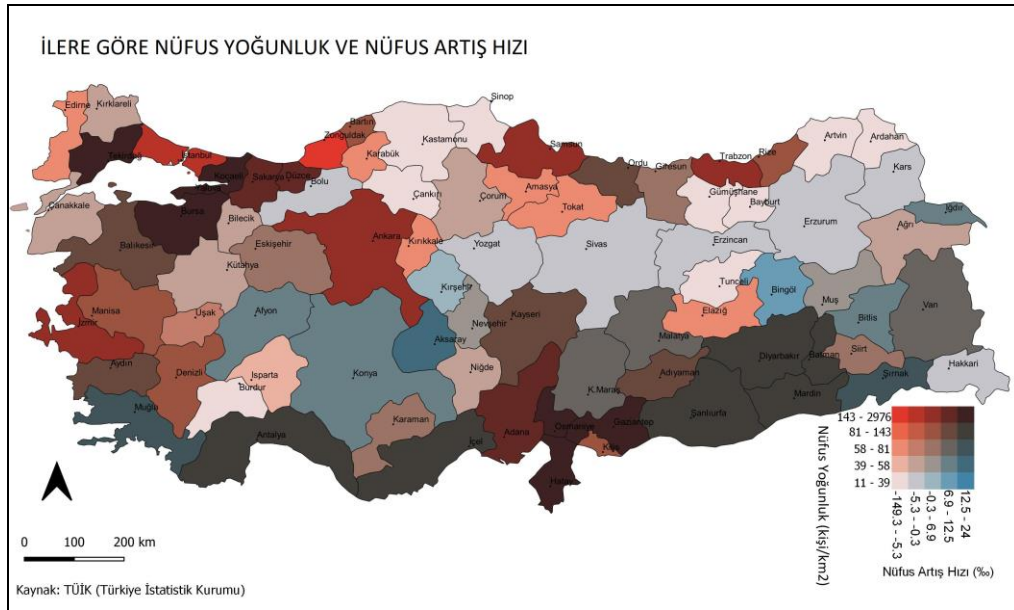 İLERE GÖRE NÜFUS YOĞUNLUK VE NÜFUS ARTIŞ HIZI
Sinop
Edirne
Kırklareli
Bartın
Zonguldak
Kastamonu
Samsun
Artvin
Ardahan
Tekirdağ
İstanbul
Karabük
Ordu
Giresun
Trabzon
Rize
Kars
Kocaeli
Sakarya
Düzce
Bolu
Çankırı
Çorum
Amasya
Tokat
Gümüşhane
Bayburt
Çanakkale
Bursa
Bilecik
Erzurum
Iğdır
Balıkesir
Eskişehir
Ankara
Kırıkkale
Yozgat
Sivas
Erzincan
Ağrı
Kütahya
Kırşehir
Tunceli
Bingöl
Muş
Manisa
İzmir
Uşak
Afyon
Nevşehir
Kayseri
Elazığ
Van
Bitlis
Aksaray
Malatya
Diyarbakır
Batman
Siirt
Aydın
Denizli
Isparta
Burdur
Konya
Niğde
K.Maraş
Adıyaman
Şırnak
Hakkari
Muğla
Karaman
Mardin
Şanlıurfa
Antalya
İçel
Adana
Osmaniye
Gaziantep
Kilis
Hatay
Nüfus Yoğunluk (kişi/km2)
143 - 2976
81 - 143
58 - 81
39 - 58
11 - 39
-149.3 - -5.3
-5.3 - -0.3
-0.3 - 6.9
6.9 - 12.5
12.5 - 24
Nüfus Artış Hızı (‰)
0 100 200 km
Kaynak: TÜİK (Türkiye İstatistik Kurumu)